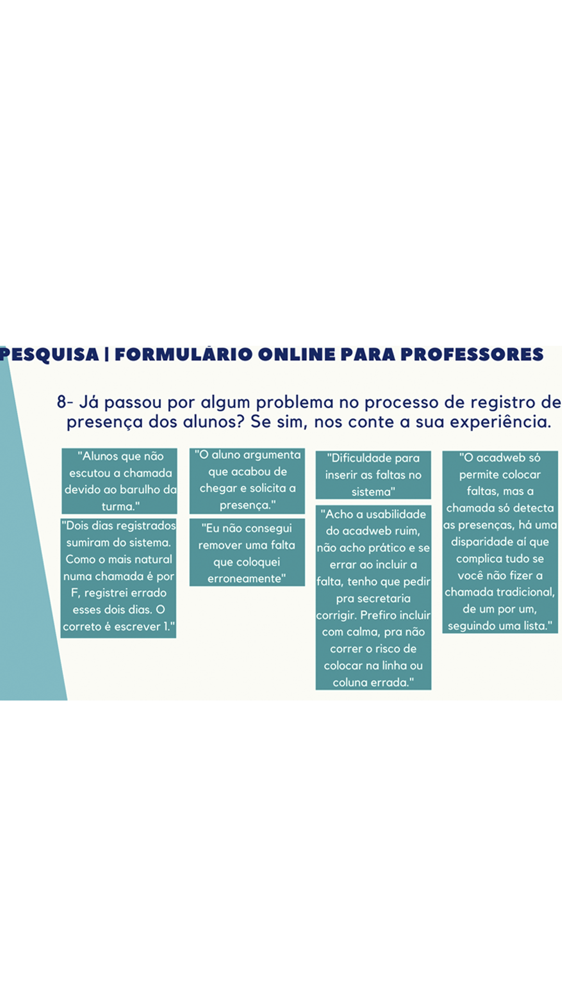 PESQUISA | FORMULÁRIO ONLINE PARA PROFESSORES
8- Já passou por algum problema no processo de registro de
presença dos alunos? Se sim, nos conte a sua experiência.
"Alunos que não
escutou a chamada
devido ao barulho da
turma."
"Dois dias registrados
sumiram do sistema.
Como o mais natural
numa chamada é por
F, registrei errado
esses dois dias. O
correto é escrever 1."
"O aluno argumenta
que acabou de
chegar e solicita a
presença."
"Eu não consegui
remover uma falta
que coloquei
erroneamente"
"Dificuldade para
inserir as faltas no
sistema"
"Acho a usabilidade
do acadweb ruim,
não acho prático e se
errar ao incluir a
falta, tenho que pedir
pra secretaria
corrigir. Prefiro incluir
com calma, pra não
correr o risco de
colocar na linha ou
coluna errada."
"O acadweb só
permite colocar
faltas, mas a
chamada só detecta
as presenças, há uma
disparidade aí que
complica tudo se
você não fizer a
chamada tradicional,
de um por um,
seguindo uma lista."